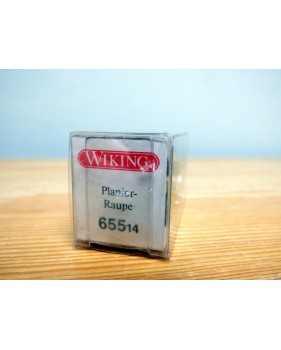 WIKING
Planier-
Raupe
65514